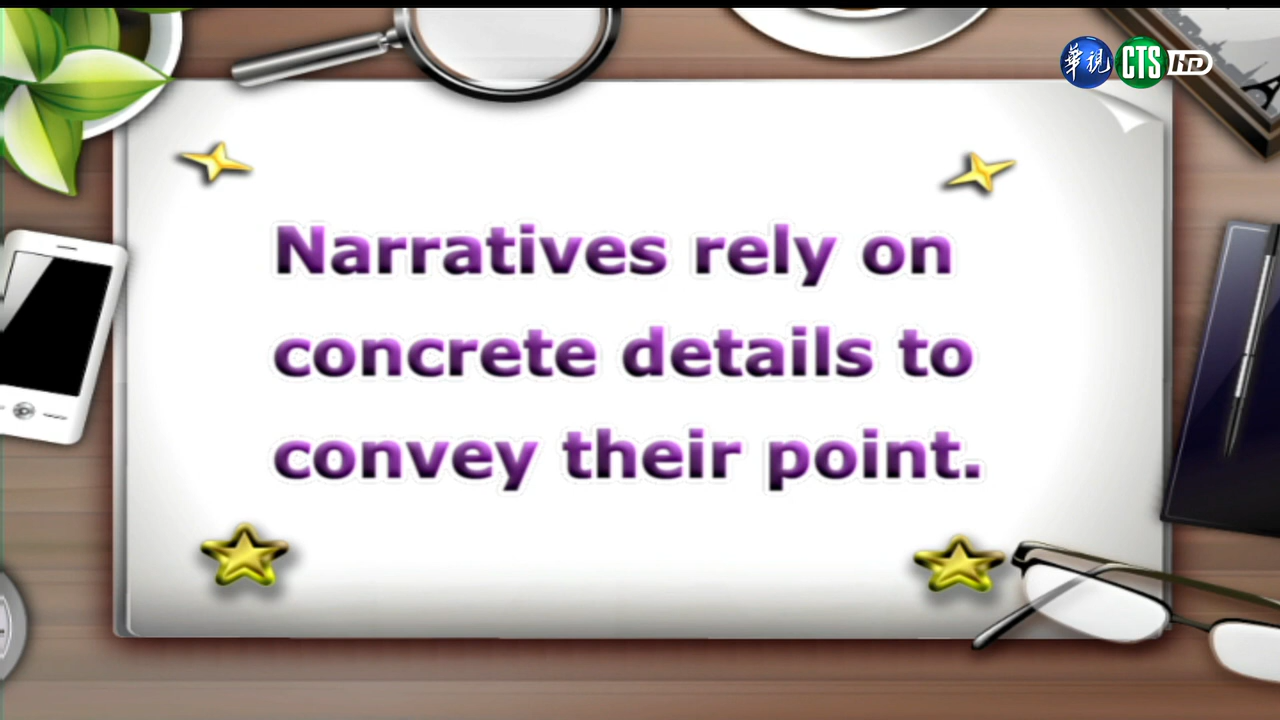 華視 CTS HD
Narratives rely on
concrete details to
convey their point.